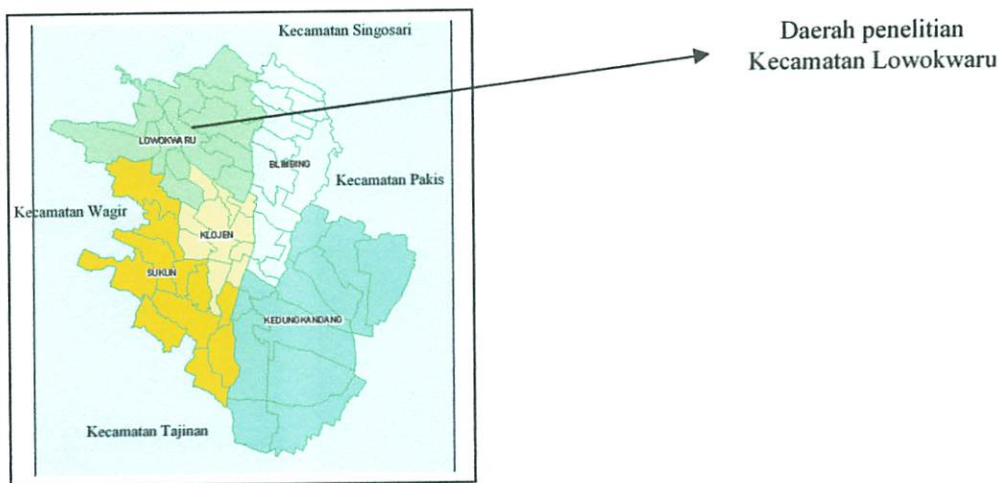 Kecamatan Singosari
Daerah penelitian
Kecamatan Lowokwaru
LOWOKWARU
BLIMBING
Kecamatan Pakis
Kecamatan Wagir
KLOJEN
SUKUN
KEDUNGKANDANG
Kecamatan Tajinan